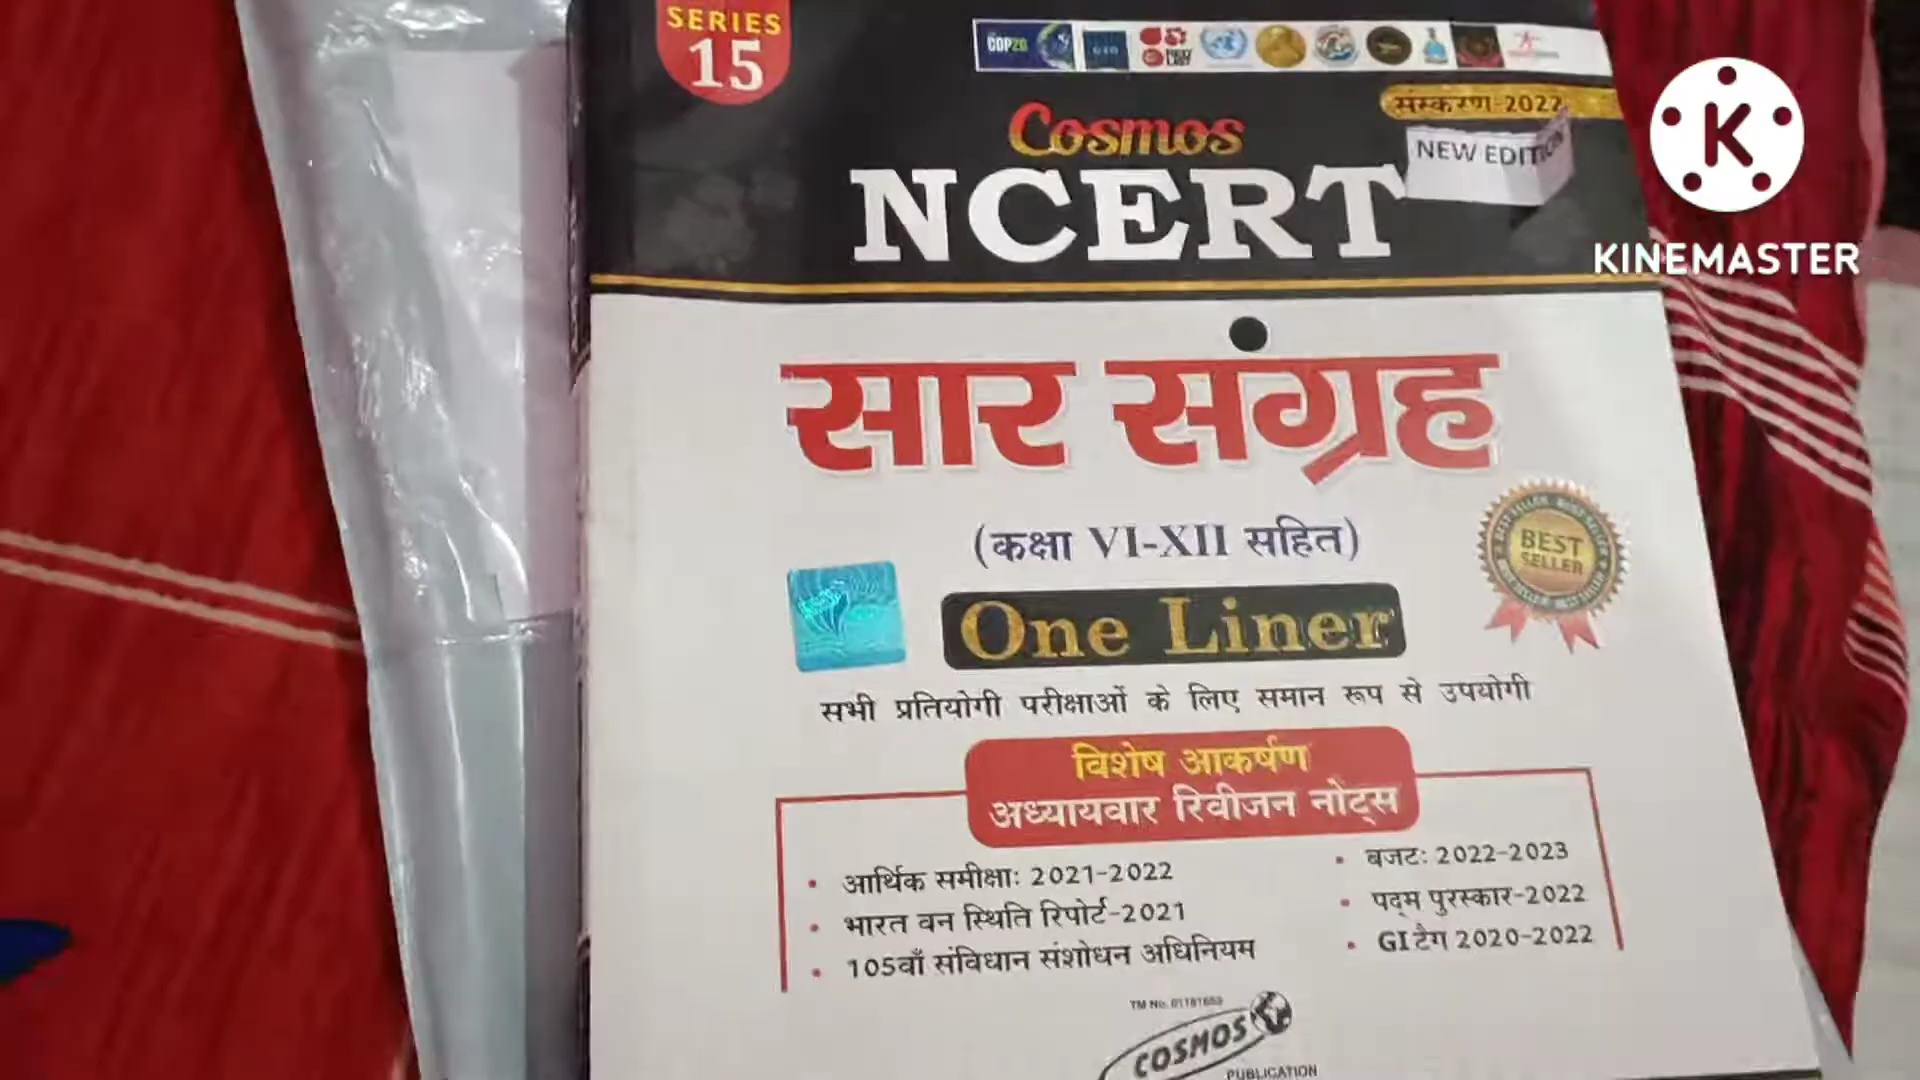 SERIES
15
COP26
संस्करण-2022
NEW EDITION
Cosmos
NCERT
KINEMASTER
सार संग्रह
(कक्षा VI-XII सहित)
BEST
SELLER
One Liner
सभी प्रतियोगी परीक्षाओं के लिए समान रूप से उपयोगी
विशेष आकर्षण
अध्यायवार रिवीजन नोट्स
• आर्थिक समीक्षाः 2021-2022
• भारत वन स्थिति रिपोर्ट-2021
• 105वाँ संविधान संशोधन अधिनियम
• बजटः 2022-2023
• पद्म पुरस्कार-2022
• GI टैग 2020-2022
COSMOS
PUBLICATION